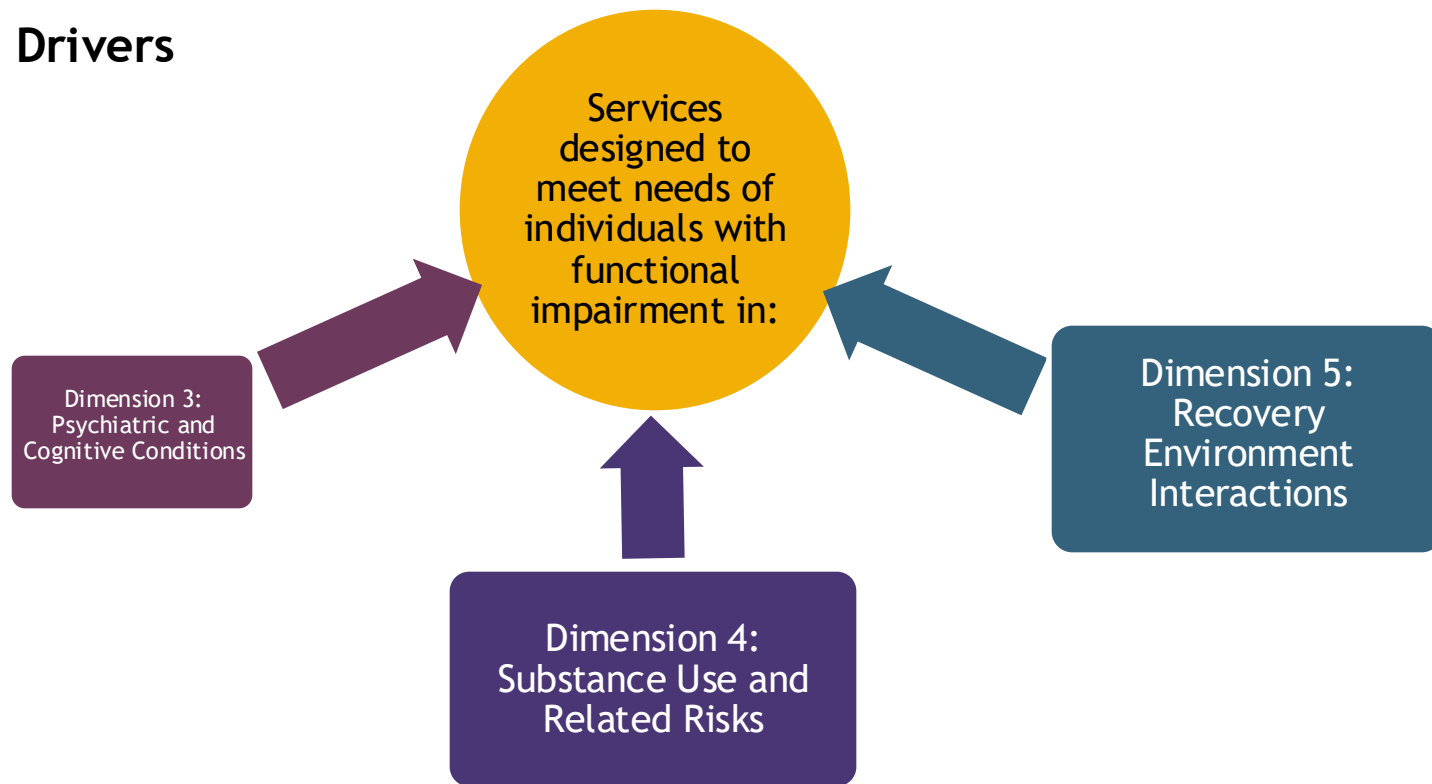 Drivers
Services
designed to
meet needs of
individuals with
functional
impairment in:
Dimension 3:
Psychiatric and
Cognitive Conditions
Dimension 4:
Substance Use and
Related Risks
Dimension 5:
Recovery
Environment
Interactions